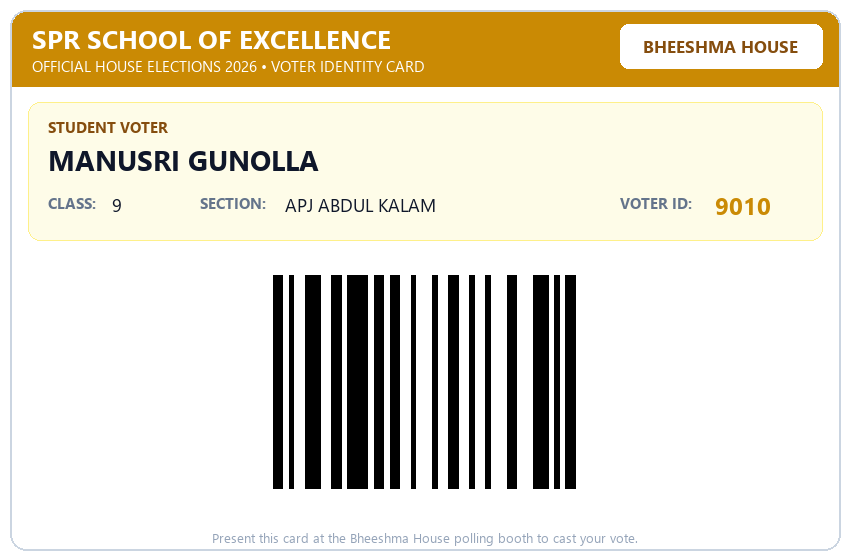 SPR SCHOOL OF EXCELLENCE
OFFICIAL HOUSE ELECTIONS 2026 • VOTER IDENTITY CARD
BHEESHMA HOUSE
STUDENT VOTER
MANUSRI GUNOLLA
CLASS: 9 SECTION: APJ ABDUL KALAM VOTER ID: 9010
Present this card at the Bheeshma House polling booth to cast your vote.